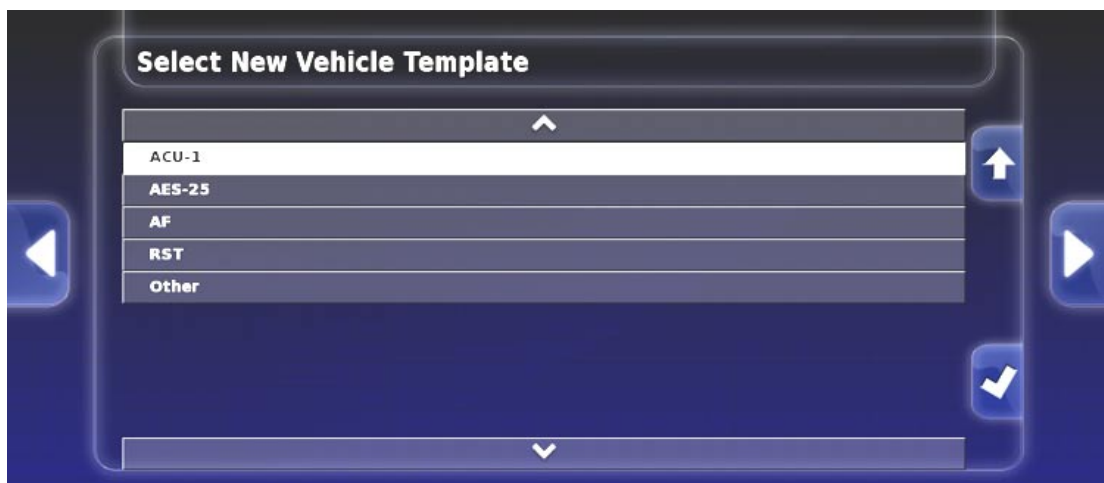 Select New Vehicle Template
ACU-1
AES-25
AF
RST
Other